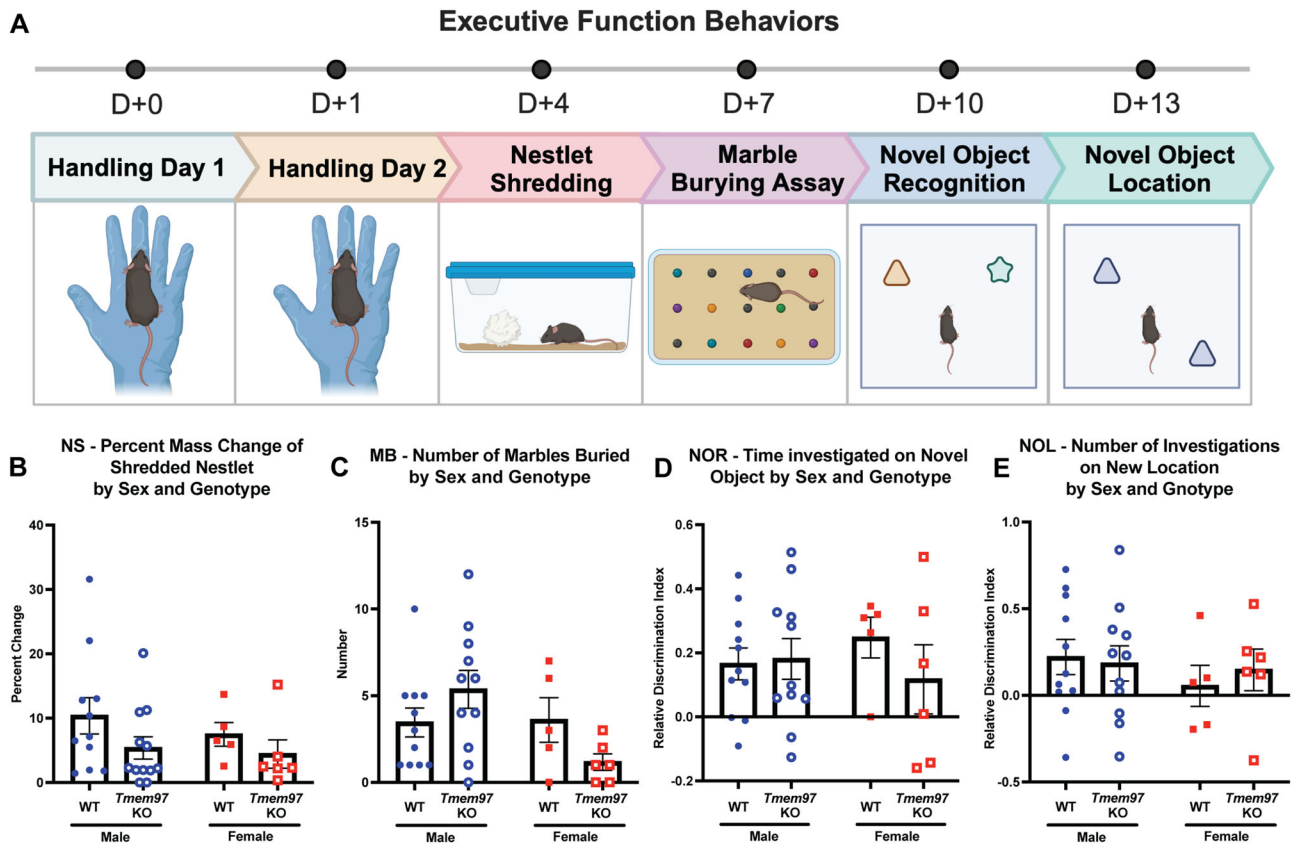 A
Executive Function Behaviors
D+0
D+1
D+4
D+7
D+10
D+13
Handling Day 1
Handling Day 2
Nestlet
Shredding
Marble
Burying Assay
Novel Object
Recognition
Novel Object
Location
B
NS - Percent Mass Change of
Shredded Nestlet
by Sex and Genotype
Percent Change
40
30
20
10
0
WT
Tmem97
KO
WT
Tmem97
KO
Male
Female
C
MB - Number of Marbles Buried
by Sex and Genotype
Number
15
10
5
0
WT
Tmem97
KO
WT
Tmem97
KO
Male
Female
D
NOR - Time investigated on Novel
Object by Sex and Genotype
Relative Discrimination Index
0.6
0.4
0.2
0.0
-0.2
WT
Tmem97
KO
WT
Tmem97
KO
Male
Female
E
NOL - Number of Investigations
on New Location
by Sex and Gnotype
Relative Discrimination Index
1.0
0.5
0.0
-0.5
WT
Tmem97
KO
WT
Tmem97
KO
Male
Female